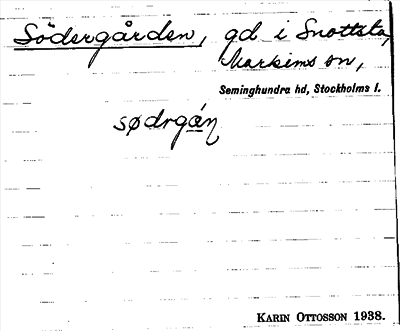 Södergården, gd i Snottsta,
Markims sn,
Seminghundra hd, Stockholms l.
sødrgán
KARIN OTTOSSON 1938.